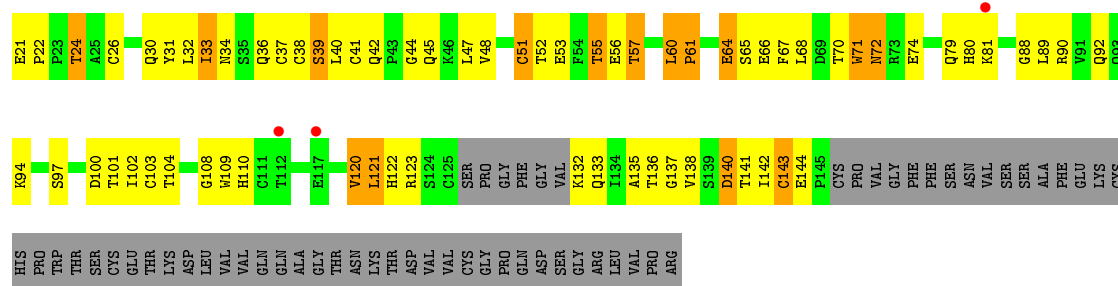 E21 P22 P23 T24 A25 C26 Q30 Y31 L32 I33 N34 S35 Q36 C37 C38 S39 L40 C41 Q42 P43 G44 Q45 K46 L47 V48 C51 T52 E53 F54 T55 E56 T57 L60 P61 E64 S65 E66 F67 L68 D69 T70 W71 N72 R73 E74 Q79 H80 K81 G88 L89 R90 V91 Q92 Q93
K94 S97 D100 T101 I102 C103 T104 G108 W109 H110 C111 T112 E117 V120 L121 H122 R123 S124 C125 SER PRO GLY PHE GLY VAL K132 Q133 I134 A135 T136 G137 V138 S139 D140 T141 I142 C143 E144 P145 CYS PRO VAL GLY PHE PHE SER ASN VAL SER SER ALA PHE GLU LYS CYS
HIS PRO TRP THR SER CYS GLU THR LYS ASP LEU VAL VAL GLN GLN ALA GLY THR ASN LYS THR ASP VAL VAL CYS GLY PRO GLN ASP SER GLY ARG LEU VAL PRO ARG